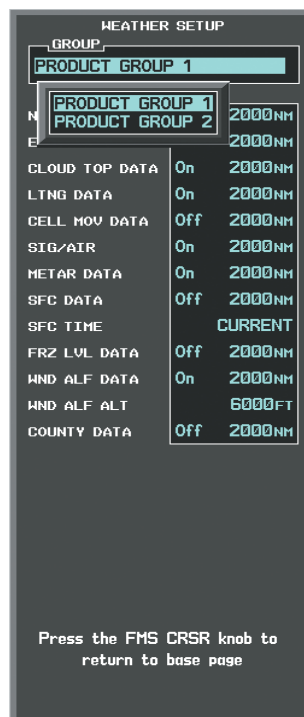 WEATHER SETUP
GROUP
PRODUCT GROUP 1
PRODUCT GROUP 1
PRODUCT GROUP 2
N 2000NM
E 2000NM
CLOUD TOP DATA On 2000NM
LTNG DATA On 2000NM
CELL MOV DATA Off 2000NM
SIG/AIR On 2000NM
METAR DATA On 2000NM
SFC DATA Off 2000NM
SFC TIME CURRENT
FRZ LVL DATA Off 2000NM
WND ALF DATA On 2000NM
WND ALF ALT 6000FT
COUNTY DATA Off 2000NM
Press the FMS CRSR knob to
return to base page